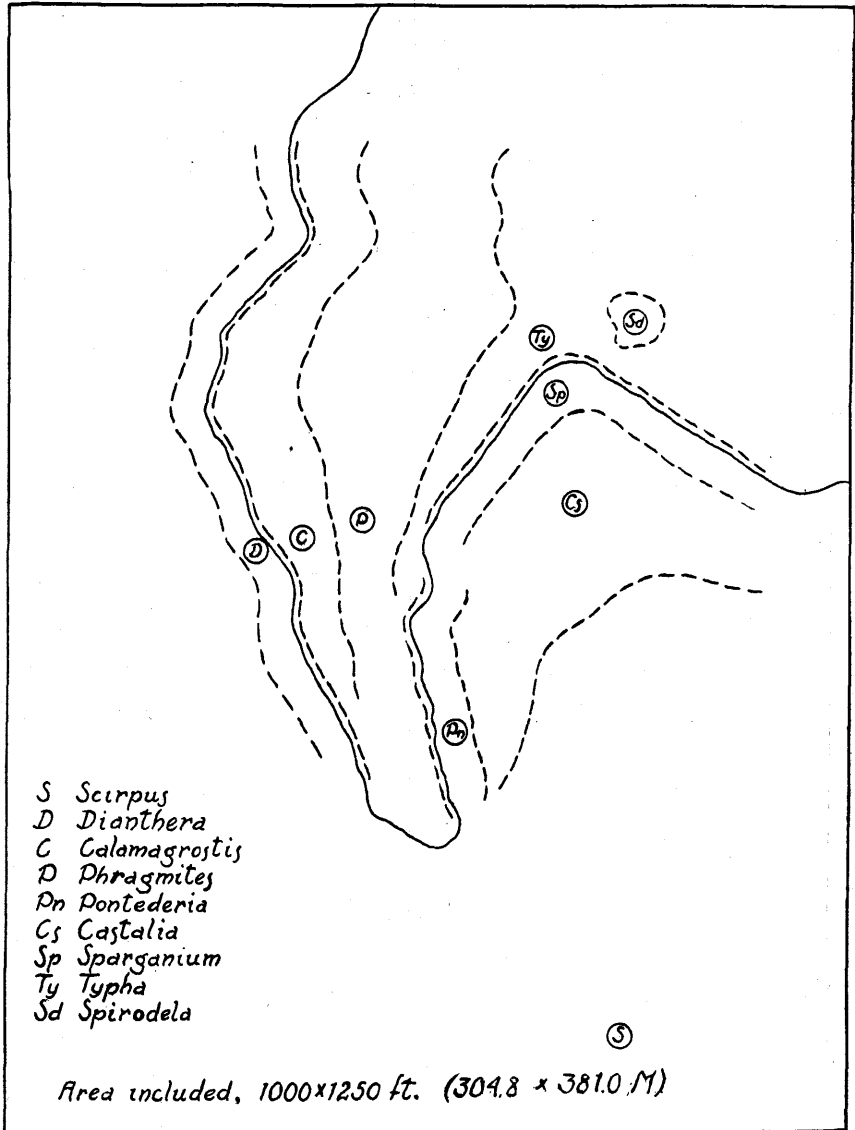 Sd
Ty
Sp
Cs
P
C
D
Pn
S Scirpus
D Dianthera
C Calamagrostis
P Phragmites
Pn Pontederia
Cs Castalia
Sp Sparganium
Ty Typha
Sd Spirodela
S
Area included, 1000×1250 ft. (304.8 × 381.0 M)